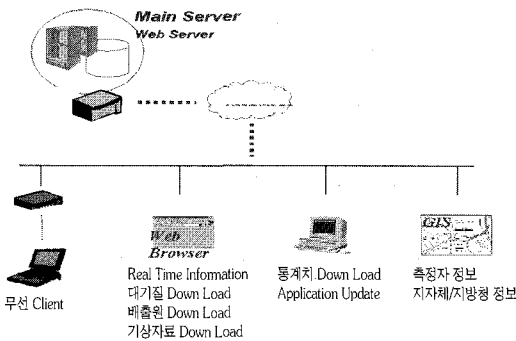 Main Server
Web Server
Web
Browser
GIS
무선 Client
Real Time Information
대기질 Down Load
배출원 Down Load
기상자료 Down Load
통계치 Down Load
Application Update
측정자 정보
지자체/지방청 정보